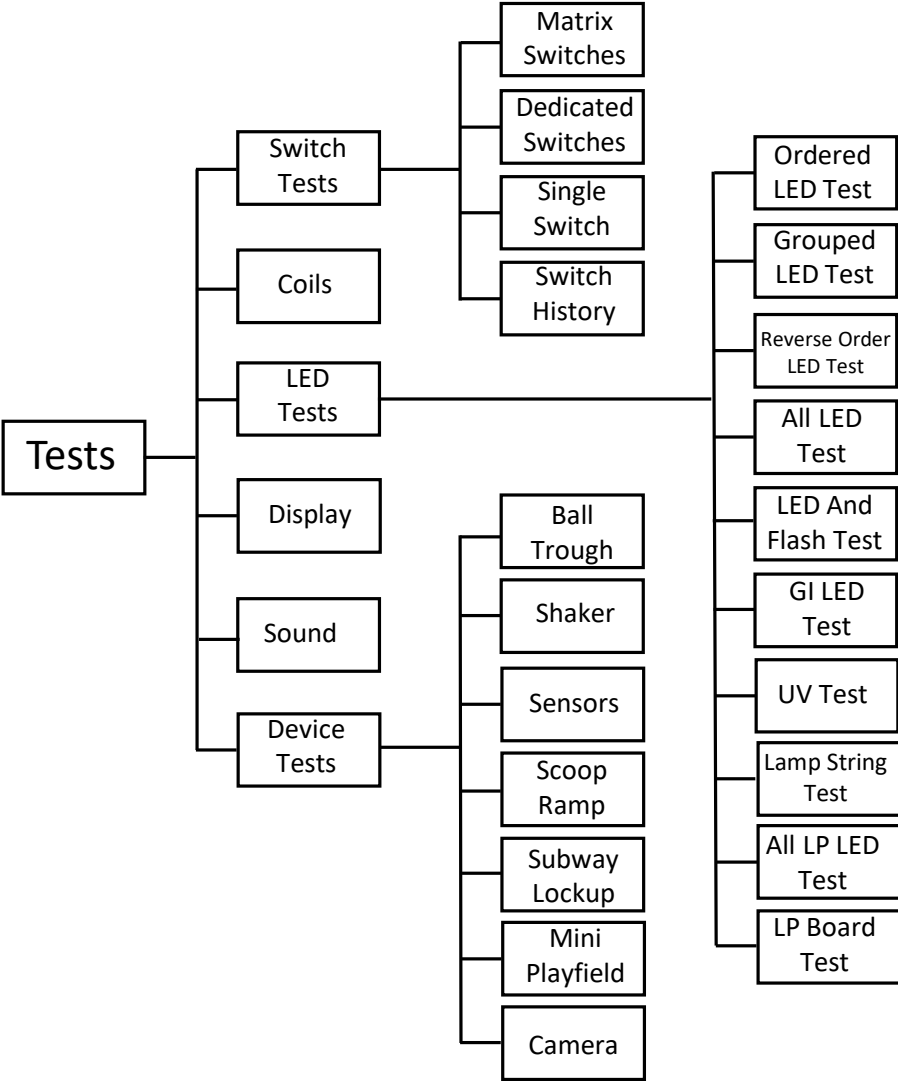 Tests
Switch
Tests
Coils
LED
Tests
Display
Sound
Device
Tests
Matrix
Switches
Dedicated
Switches
Single
Switch
Switch
History
Ball
Trough
Shaker
Sensors
Scoop
Ramp
Subway
Lockup
Mini
Playfield
Camera
Ordered
LED Test
Grouped
LED Test
Reverse Order
LED Test
All LED
Test
LED And
Flash Test
GI LED
Test
UV Test
Lamp String
Test
All LP LED
Test
LP Board
Test